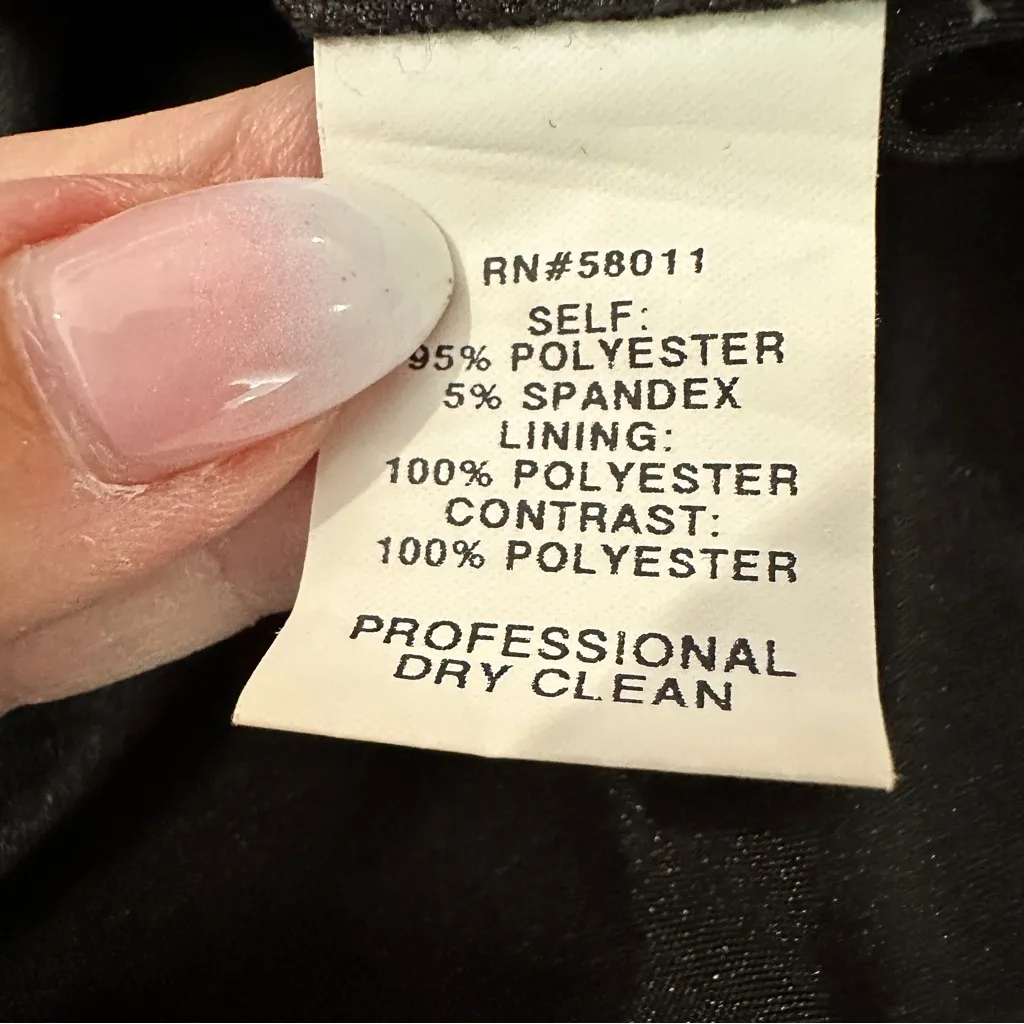 RN#58011
SELF:
95% POLYESTER
5% SPANDEX
LINING:
100% POLYESTER
CONTRAST:
100% POLYESTER
PROFESSIONAL
DRY CLEAN